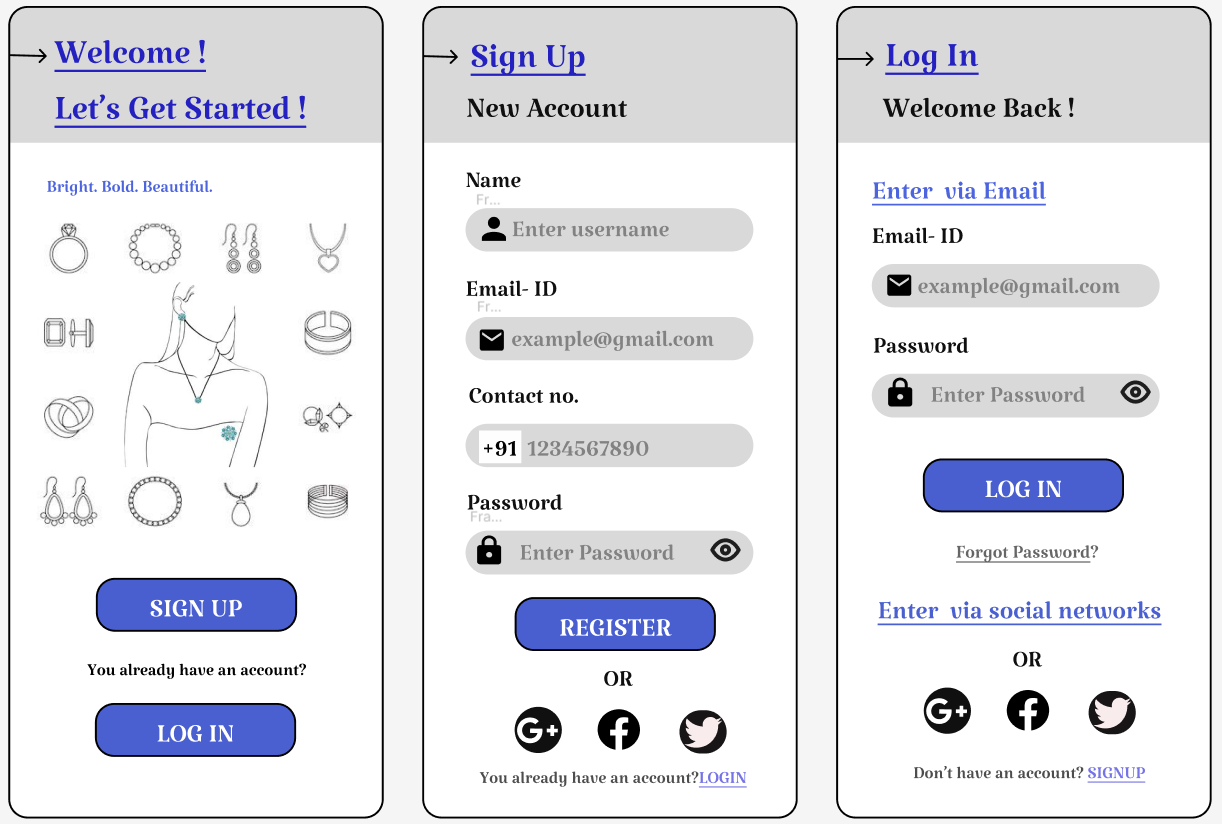 Welcome !
Let’s Get Started !
Bright. Bold. Beautiful.
SIGN UP
You already have an account?
LOG IN
Sign Up
New Account
Name
Fr...
Enter username
Email- ID
Fr...
example@gmail.com
Contact no.
+91 1234567890
Password
Fra...
Enter Password
REGISTER
OR
G+
You already have an account?LOGIN
Log In
Welcome Back !
Enter via Email
Email- ID
example@gmail.com
Password
Enter Password
LOG IN
Forgot Password?
Enter via social networks
OR
G+
Don’t have an account? SIGNUP